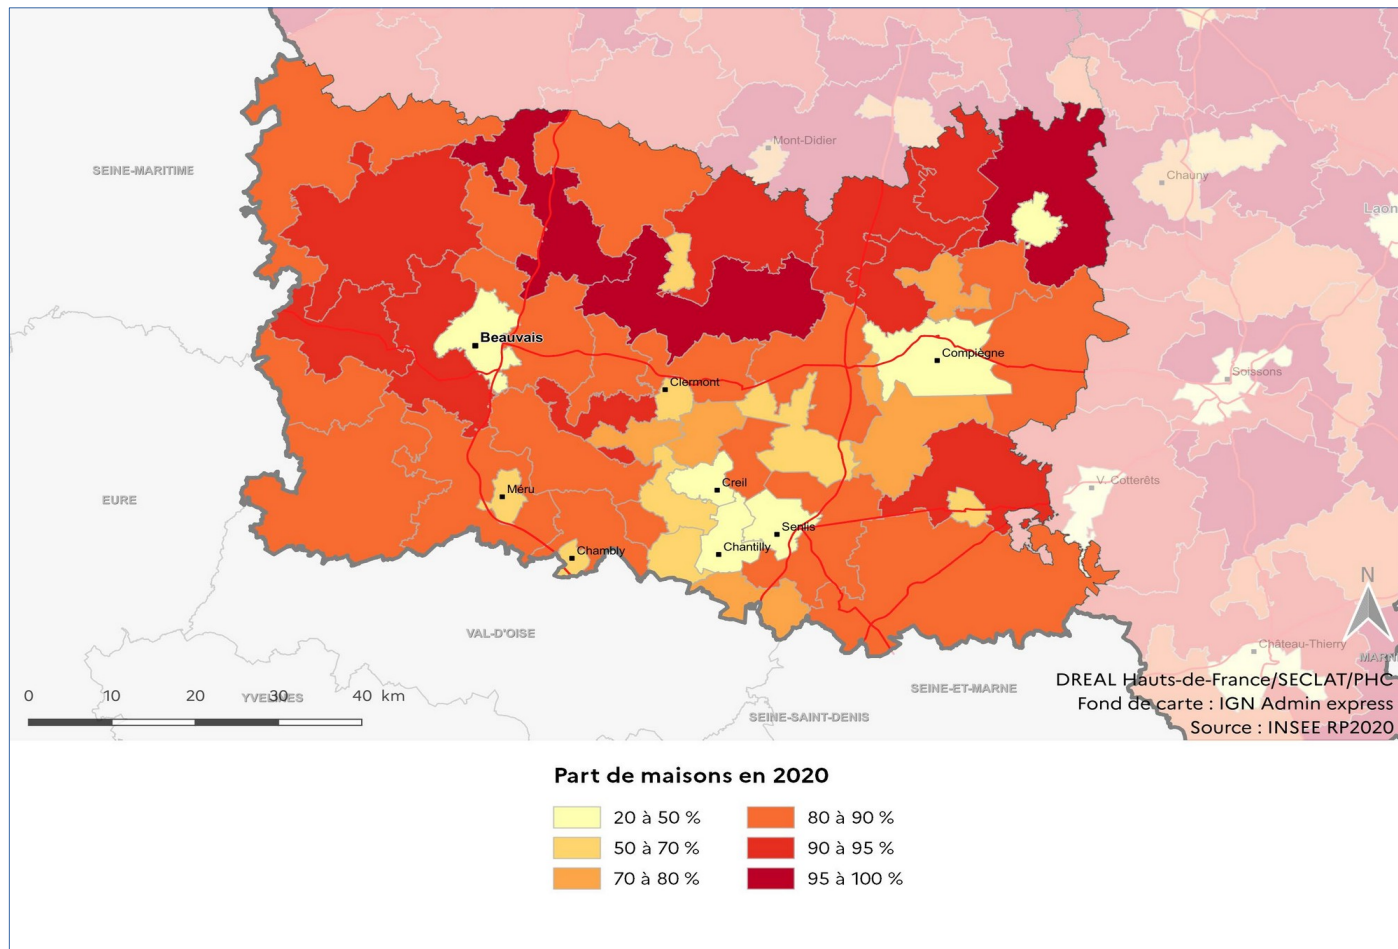 Mont-Didier
SEINE-MARITIME
Chauny
Laon
Beauvais
Compiègne
Soissons
Clermont
EURE
Méru
Creil
V. Cotterêts
Senlis
Chantilly
Chambly
N
VAL-D'OISE
Château-Thierry
MARN
SEINE-ET-MARNE
YVELINES
SEINE-SAINT-DENIS
0 10 20 30 40 km
DREAL Hauts-de-France/SECLAT/PHC
Fond de carte : IGN Admin express
Source : INSEE RP2020
Part de maisons en 2020
20 à 50 %
50 à 70 %
70 à 80 %
80 à 90 %
90 à 95 %
95 à 100 %